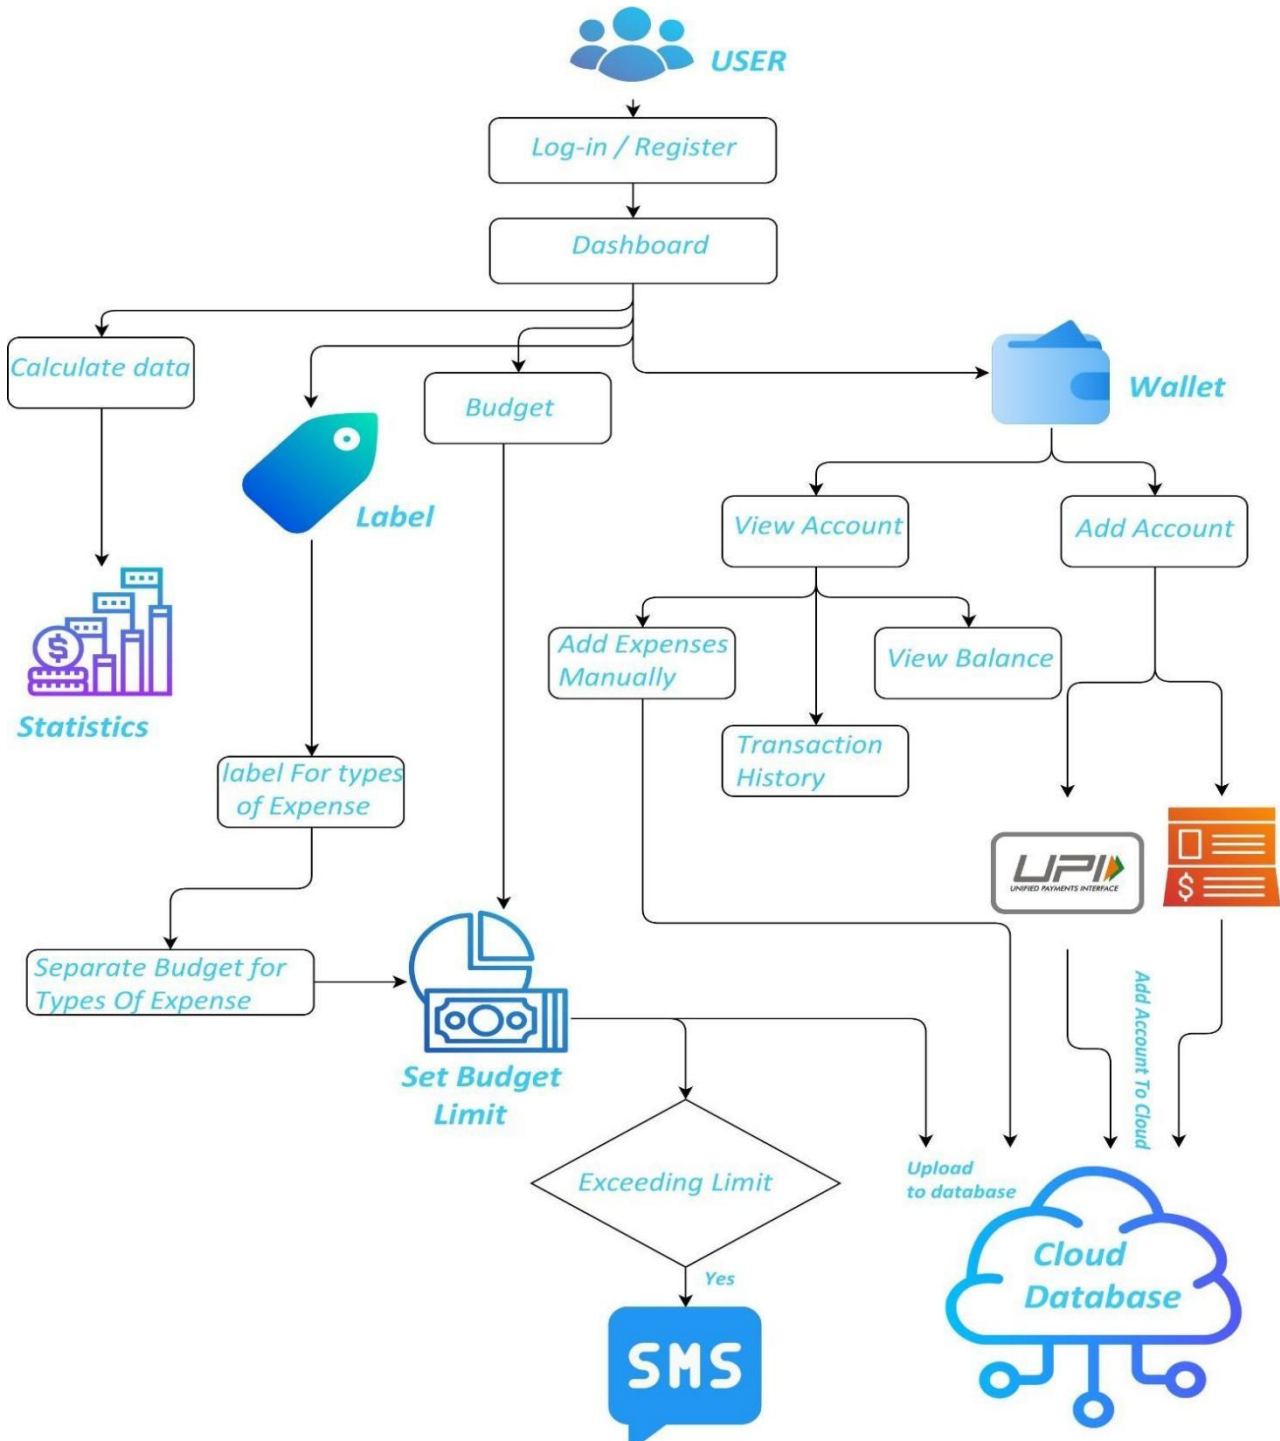 USER
Log-in / Register
Dashboard
Calculate data
Budget
Wallet
Label
View Account
Add Account
Add Expenses
Manually
View Balance
Statistics
Transaction
History
label For types
of Expense
UPI
UNIFIED PAYMENTS INTERFACE
$
$
Separate Budget for
Types Of Expense
Add Account To Cloud
Set Budget
Limit
Exceeding Limit
Upload
to database
Yes
Cloud
Database
SMS